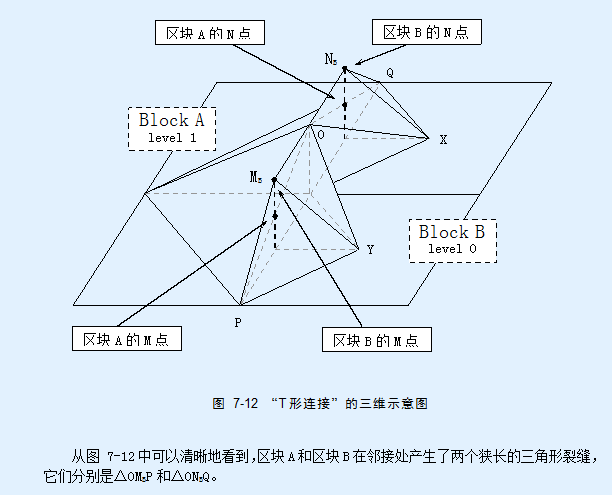 区块 A 的 N 点
区块 B 的 N 点
NB
Q
Block A
level 1
O
X
MB
Block B
level 0
Y
P
区块 A 的 M 点
区块 B 的 M 点
图 7-12 “T 形连接”的三维示意图
从图 7-12 中可以清晰地看到，区块 A 和区块 B 在邻接处产生了两个狭长的三角形裂缝，
它们分别是△OMBP 和△ONBQ。